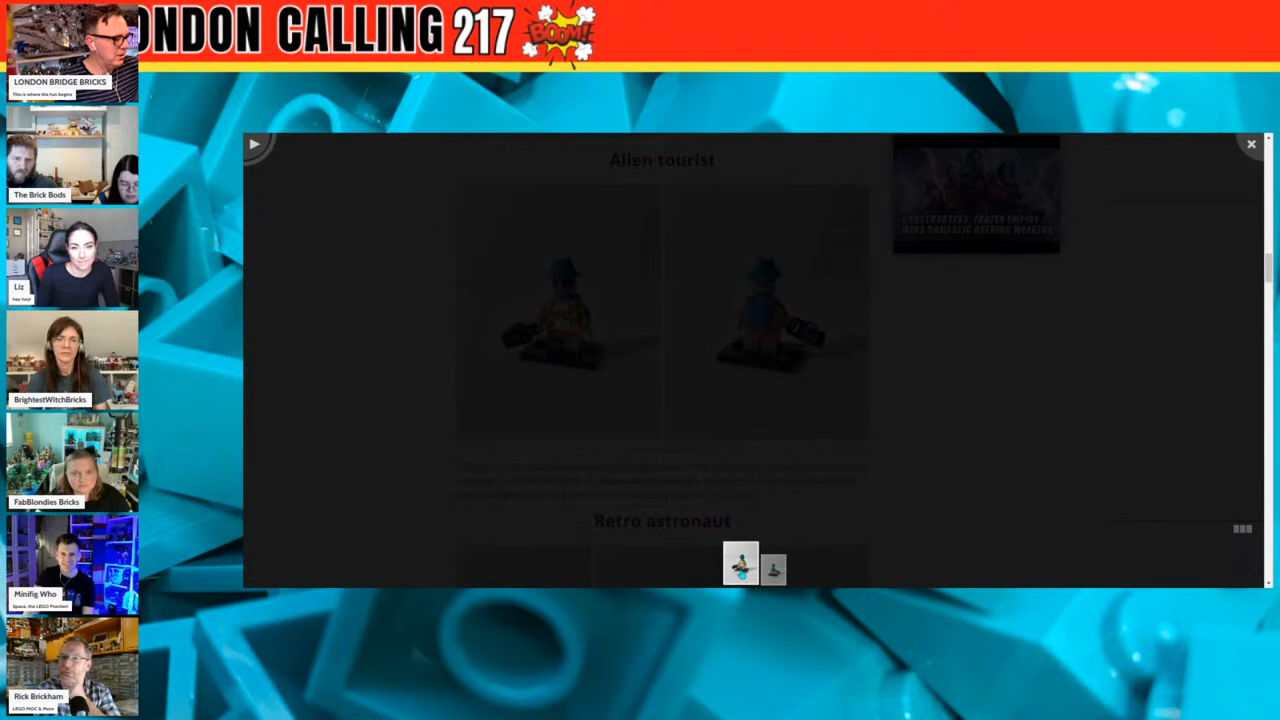 LONDON CALLING 217 BOOM!
LONDON BRIDGE BRICKS
This is where the fun begins
The Brick Bods
Liz
hey hey!
BrightestWitchBricks
FabBlondies Bricks
Minifig Who
Space, the LEGO Frontier!
Rick Brickham
LEGO MOC & More
Alien tourist
GHOSTBUSTERS: FROZEN EMPIRE
WINS DOMESTIC OPENING WEEKEND
Retro astronaut